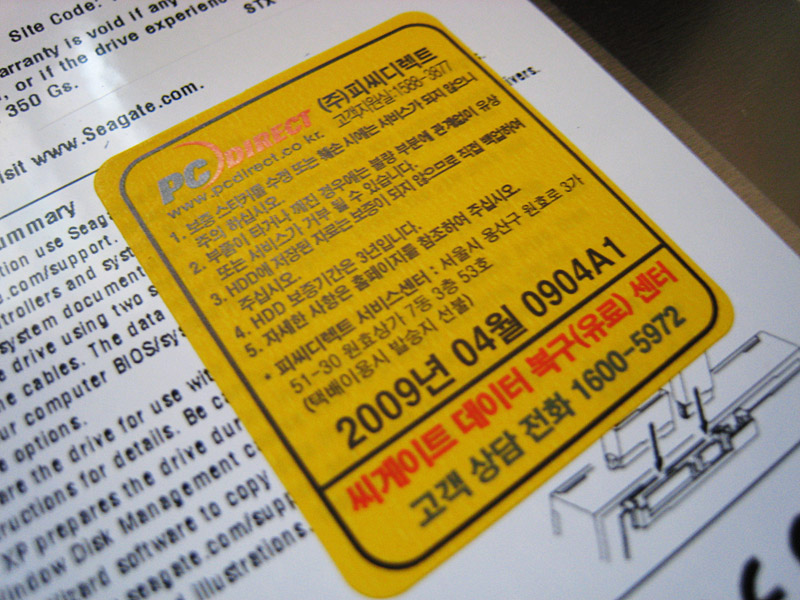 Site Code:
warranty is void if any
, or if the drive experien
350 Gs.
STX
visit www.Seagate.com.
ivers.
PC DIRECT (주)피씨디렉트
www.pcdirect.co.kr 고객지원실:1588-3677
1. 보증 스티커를 수정 또는 훼손 시에는 서비스가 되지 않으니
주의 하십시오.
2. 부품이 타거나 깨진 경우에는 불량 부분에 관계없이 유상
또는 서비스가 거부 될 수 있습니다.
3. HDD에 저장된 자료는 보증이 되지 않으므로 직접 백업하여
주십시오.
4. HDD 보증기간은 3년입니다.
5. 자세한 사항은 홈페이지를 참조하여 주십시오.
* 피씨디렉트 서비스센터 : 서울시 용산구 원효로 3가
51-30 원효상가 7동 3층 53호
(택배이용시 발송지 선불)
2009년 04월 0904A1
씨게이트 데이터 복구(유료) 센터
고객 상담 전화 1600-5972
ummary
tion use Seag
.com/support.
trollers and syst
system document
e drive using two s
e cables. The data
ur computer BIOS/sys
e options.
are the drive for use wi
tructions for details. Be c
XP prepares the drive dur
Window Disk Management c
izard software to copy
.seagate.com/supp
illustrations.